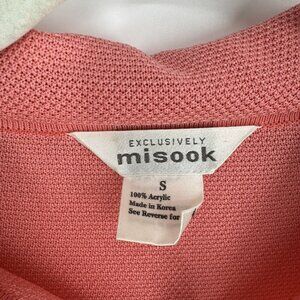 EXCLUSIVELY
misook
S
100% Acrylic
Made in Korea
See Reverse for